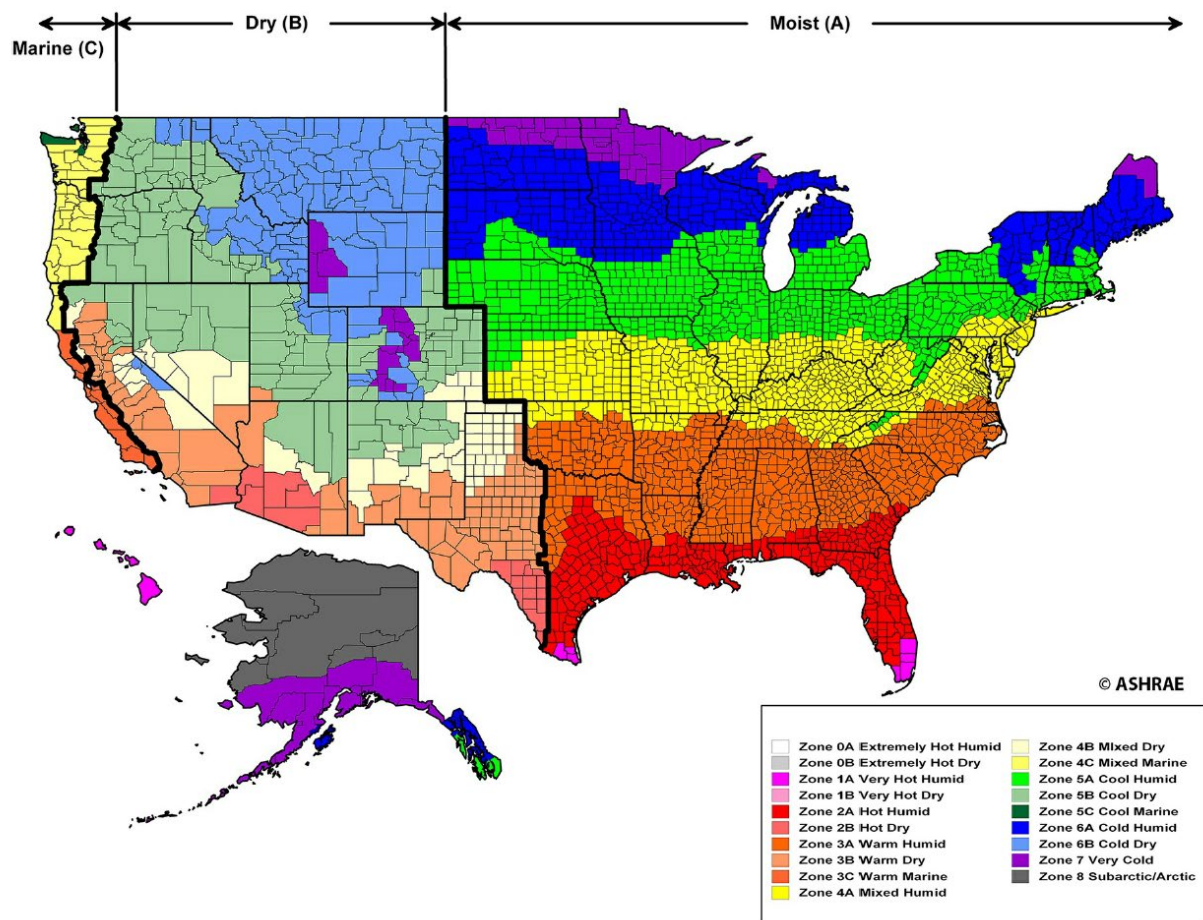 Dry (B)
Moist (A)
Marine (C)
© ASHRAE
Zone 0A Extremely Hot Humid
Zone 0B Extremely Hot Dry
Zone 1A Very Hot Humid
Zone 1B Very Hot Dry
Zone 2A Hot Humid
Zone 2B Hot Dry
Zone 3A Warm Humid
Zone 3B Warm Dry
Zone 3C Warm Marine
Zone 4A Mixed Humid
Zone 4B MIxed Dry
Zone 4C Mixed Marine
Zone 5A Cool Humid
Zone 5B Cool Dry
Zone 5C Cool Marine
Zone 6A Cold Humid
Zone 6B Cold Dry
Zone 7 Very Cold
Zone 8 Subarctic/Arctic